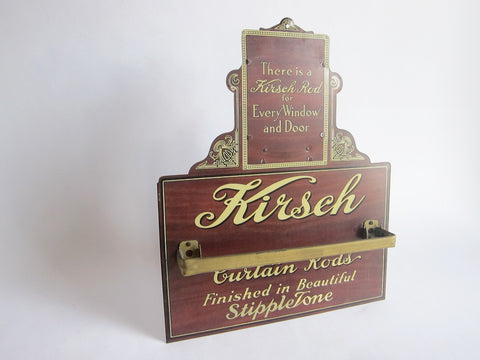 There is a
Kirsch Rod
for
Every Window
and Door
Kirsch
Curtain Rods
Finished in Beautiful
StippleTone